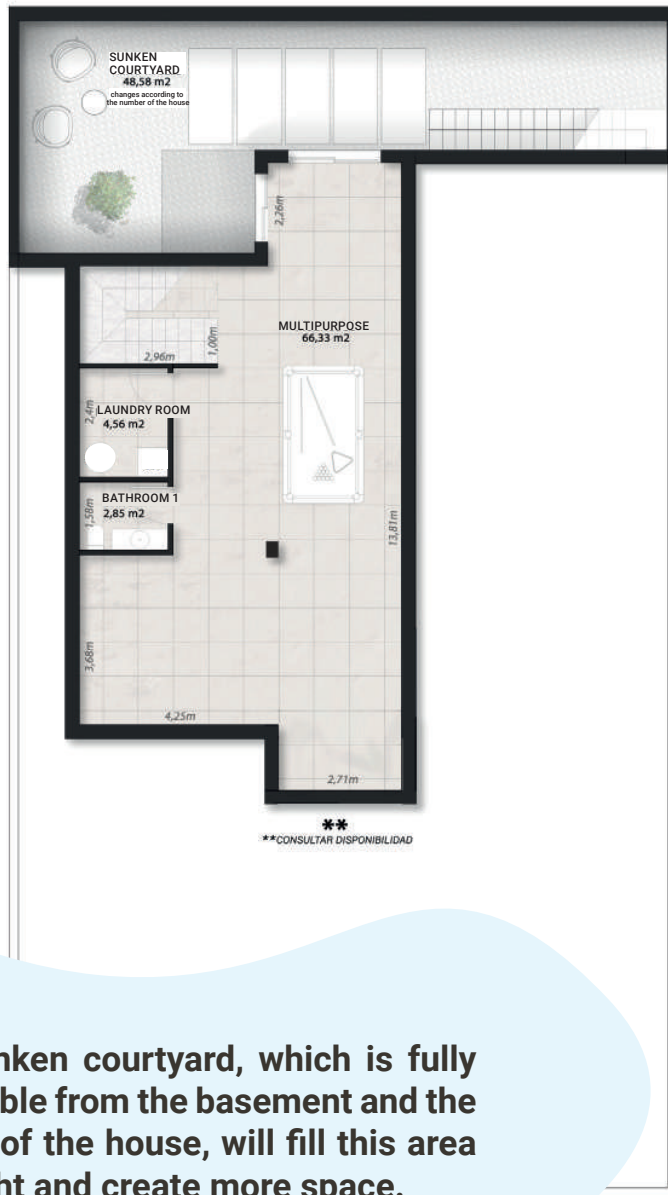 SUNKEN
COURTYARD
48,58 m2
changes according to
the number of the house
2,26m
MULTIPURPOSE
66,33 m2
1,00m
2,96m
2,4m
LAUNDRY ROOM
4,56 m2
BATHROOM 1
2,85 m2
1,58m
13,81m
3,68m
4,25m
2,71m
**
**CONSULTAR DISPONIBILIDAD
courtyard, which is fully
from the basement and the
of the house, will fill this area
and create more space.